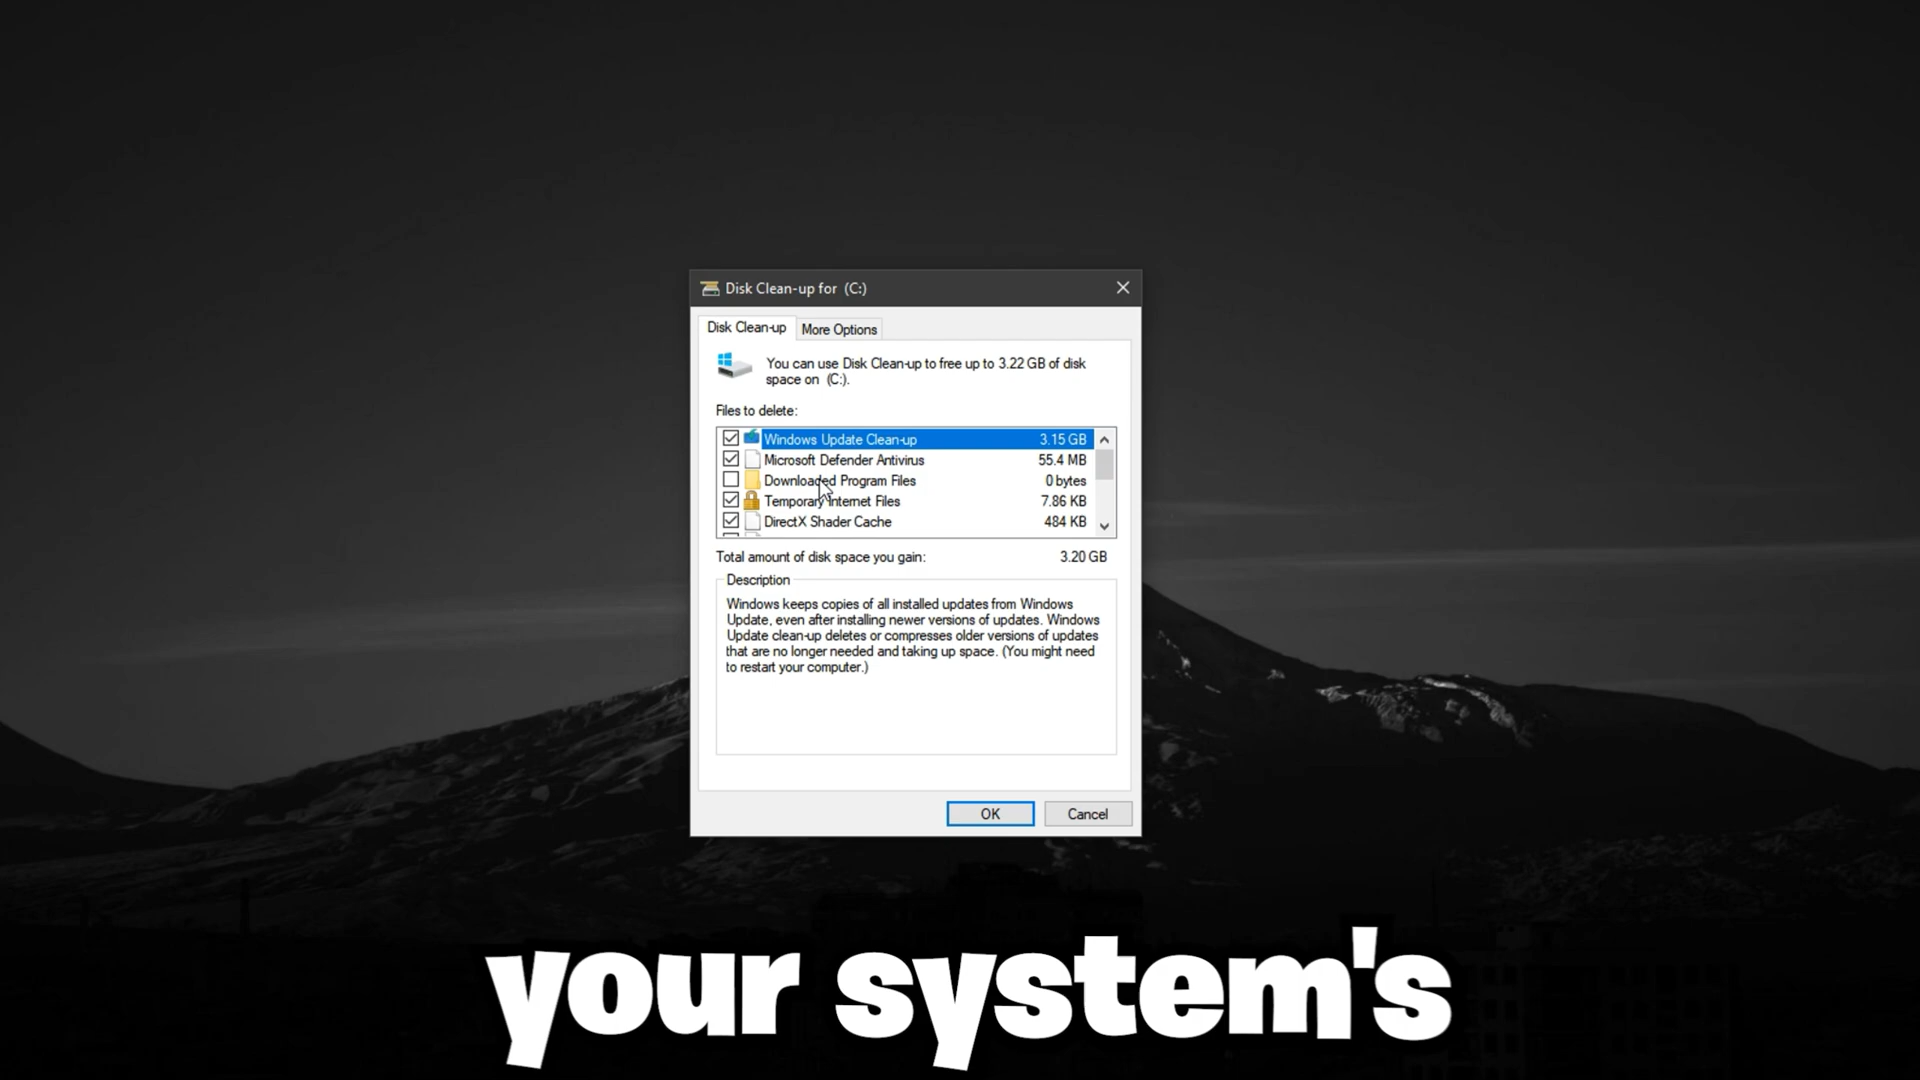 Disk Clean-up for (C:)
Disk Clean-up
More Options
You can use Disk Clean-up to free up to 3.22 GB of disk
space on (C:).
Files to delete:
Windows Update Clean-up 3.15 GB
Microsoft Defender Antivirus 55.4 MB
Downloaded Program Files 0 bytes
Temporary Internet Files 7.86 KB
DirectX Shader Cache 484 KB
Total amount of disk space you gain: 3.20 GB
Description
Windows keeps copies of all installed updates from Windows
Update, even after installing newer versions of updates. Windows
Update clean-up deletes or compresses older versions of updates
that are no longer needed and taking up space. (You might need
to restart your computer.)
OK
Cancel
your system's